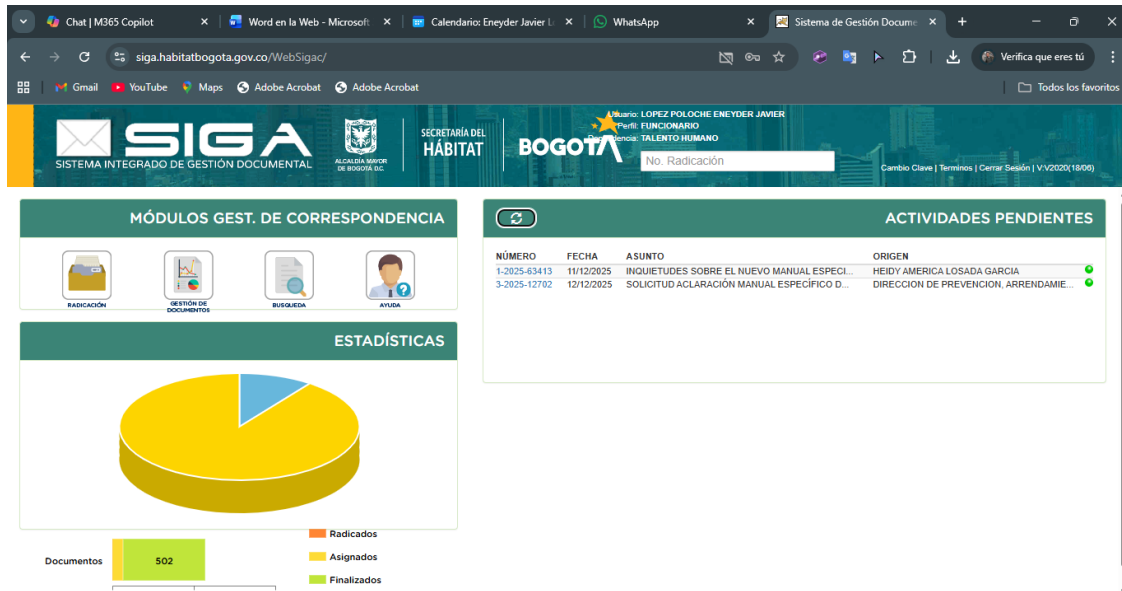 Chat | M365 Copilot
Word en la Web - Microsoft
Calendario: Eneyder Javier L
WhatsApp
Sistema de Gestión Docume
siga.habitatbogota.gov.co/WebSigac/
Verifica que eres tú
Gmail
YouTube
Maps
Adobe Acrobat
Adobe Acrobat
Todos los favoritos
SIGA
SISTEMA INTEGRADO DE GESTIÓN DOCUMENTAL
ALCALDÍA MAYOR
DE BOGOTÁ D.C.
SECRETARÍA DEL
HÁBITAT
BOGOTÁ
Usuario: LOPEZ POLOCHE ENEYDER JAVIER
Perfil: FUNCIONARIO
Dependencia: TALENTO HUMANO
No. Radicación
Cambio Clave | Terminos | Cerrar Sesión | V:V2020(18/06)
MÓDULOS GEST. DE CORRESPONDENCIA
RADICACIÓN
GESTIÓN DE
DOCUMENTOS
BUSQUEDA
AYUDA
ESTADÍSTICAS
Documentos
502
Radicados
Asignados
Finalizados
ACTIVIDADES PENDIENTES
NÚMERO FECHA ASUNTO ORIGEN
1-2025-63413 11/12/2025 INQUIETUDES SOBRE EL NUEVO MANUAL ESPECI... HEIDY AMERICA LOSADA GARCIA
3-2025-12702 12/12/2025 SOLICITUD ACLARACIÓN MANUAL ESPECÍFICO D... DIRECCION DE PREVENCION, ARRENDAMIE...